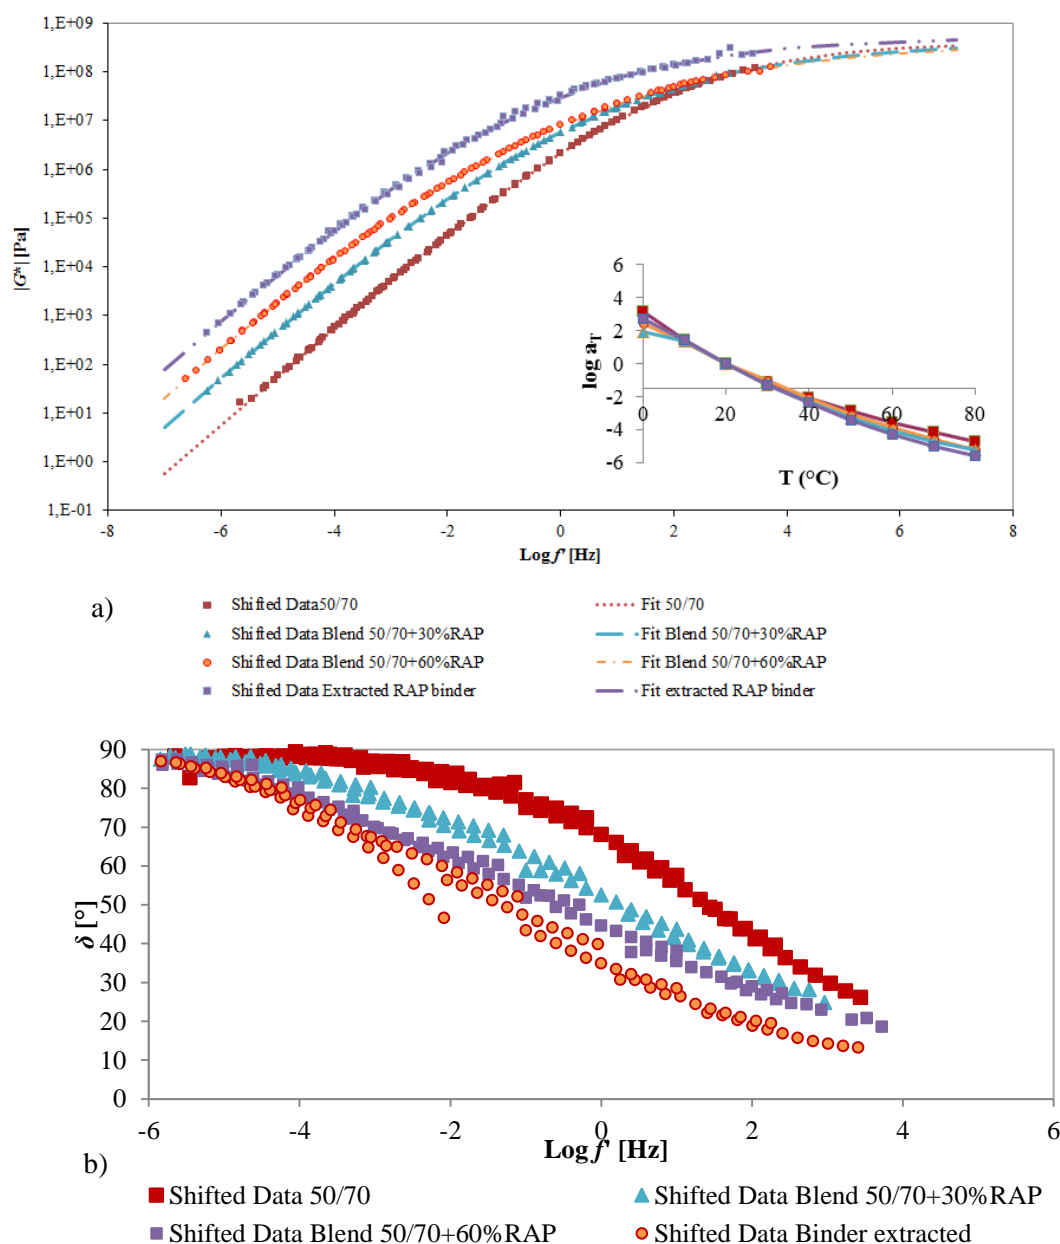 1,E+09
1,E+08
1,E+07
1,E+06
1,E+05
1,E+04
1,E+03
1,E+02
1,E+01
1,E+00
1,E-01
|G*| [Pa]
-8 -6 -4 -2 0 2 4 6 8
Log f' [Hz]
6
4
2
0
-2
-4
-6
log aT
0 20 40 60 80
T (°C)
a)
Shifted Data50/70
Fit 50/70
Shifted Data Blend 50/70+30%RAP
Fit Blend 50/70+30%RAP
Shifted Data Blend 50/70+60%RAP
Fit Blend 50/70+60%RAP
Shifted Data Extracted RAP binder
Fit extracted RAP binder
90
80
70
60
50
40
30
20
10
0
δ [°]
-6 -4 -2 0 2 4 6
Log f' [Hz]
b)
Shifted Data 50/70
Shifted Data Blend 50/70+30%RAP
Shifted Data Blend 50/70+60%RAP
Shifted Data Binder extracted